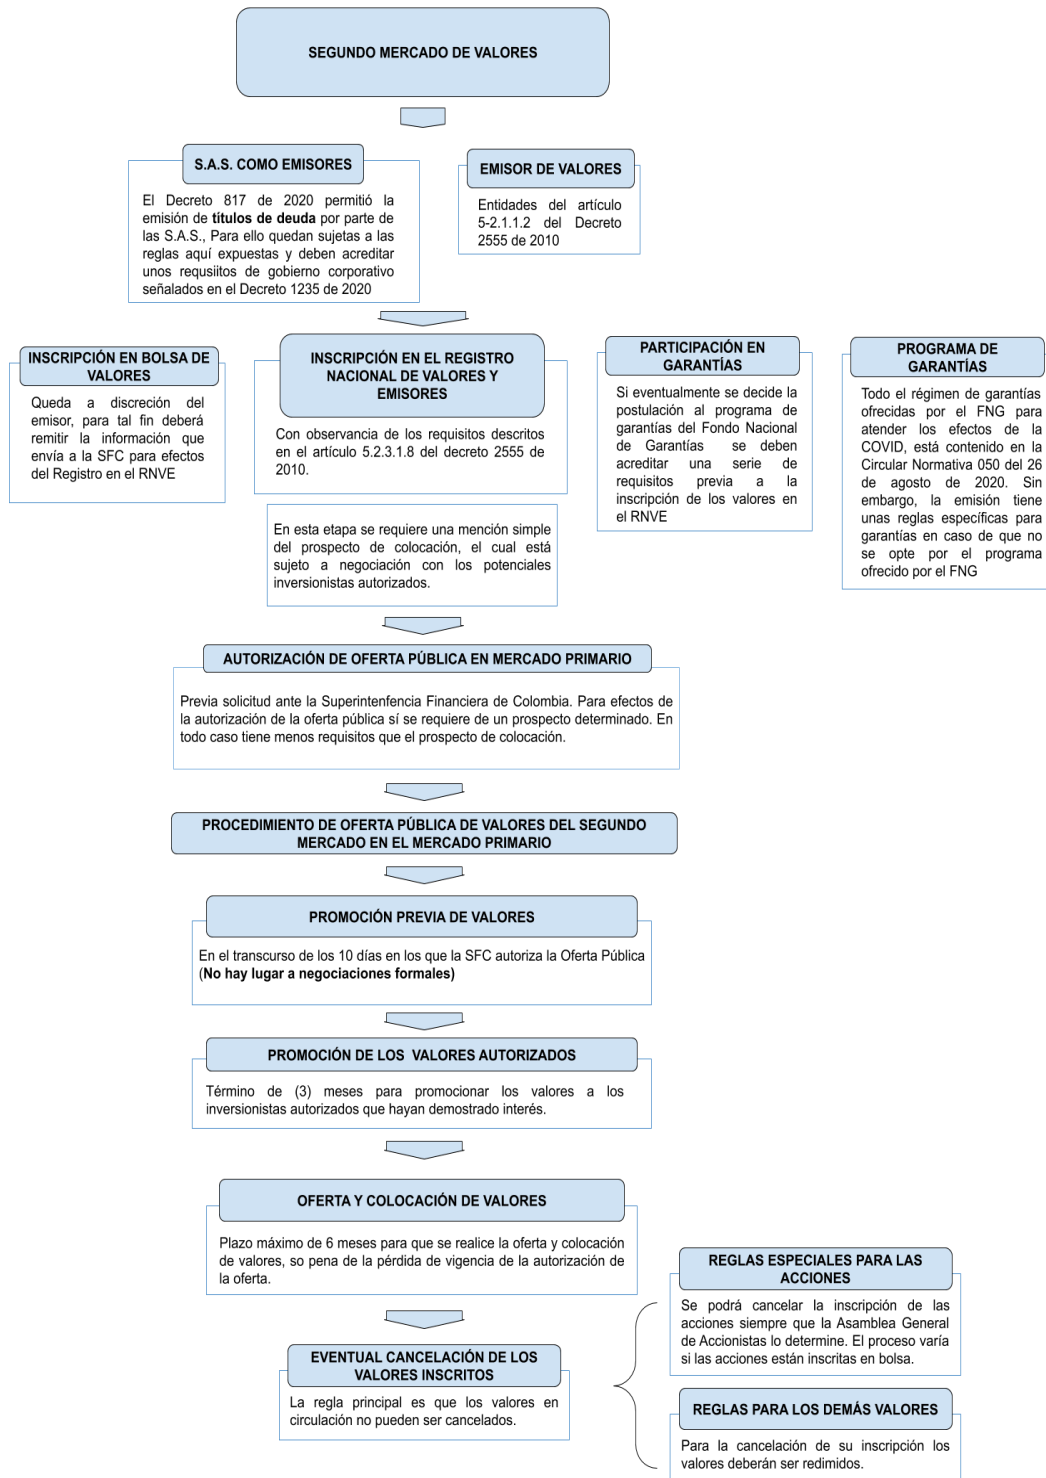 SEGUNDO MERCADO DE VALORES
S.A.S. COMO EMISORES
El Decreto 817 de 2020 permitió la
emisión de títulos de deuda por parte de
las S.A.S., Para ello quedan sujetas a las
reglas aquí expuestas y deben acreditar
unos requsiitos de gobierno corporativo
señalados en el Decreto 1235 de 2020
EMISOR DE VALORES
Entidades del artículo
5-2.1.1.2 del Decreto
2555 de 2010
INSCRIPCIÓN EN BOLSA DE
VALORES
Queda a discreción del
emisor, para tal fin deberá
remitir la información que
envía a la SFC para efectos
del Registro en el RNVE
INSCRIPCIÓN EN EL REGISTRO
NACIONAL DE VALORES Y
EMISORES
Con observancia de los requisitos descritos
en el artículo 5.2.3.1.8 del decreto 2555 de
2010.
En esta etapa se requiere una mención simple
del prospecto de colocación, el cual está
sujeto a negociación con los potenciales
inversionistas autorizados.
PARTICIPACIÓN EN
GARANTÍAS
Si eventualmente se decide la
postulación al programa de
garantías del Fondo Nacional
de Garantías se deben
acreditar una serie de
requisitos previa a la
inscripción de los valores en
el RNVE
PROGRAMA DE
GARANTÍAS
Todo el régimen de garantías
ofrecidas por el FNG para
atender los efectos de la
COVID, está contenido en la
Circular Normativa 050 del 26
de agosto de 2020. Sin
embargo, la emisión tiene
unas reglas específicas para
garantías en caso de que no
se opte por el programa
ofrecido por el FNG
AUTORIZACIÓN DE OFERTA PÚBLICA EN MERCADO PRIMARIO
Previa solicitud ante la Superintenfencia Financiera de Colombia. Para efectos de
la autorización de la oferta pública sí se requiere de un prospecto determinado. En
todo caso tiene menos requisitos que el prospecto de colocación.
PROCEDIMIENTO DE OFERTA PÚBLICA DE VALORES DEL SEGUNDO
MERCADO EN EL MERCADO PRIMARIO
PROMOCIÓN PREVIA DE VALORES
En el transcurso de los 10 días en los que la SFC autoriza la Oferta Pública
(No hay lugar a negociaciones formales)
PROMOCIÓN DE LOS VALORES AUTORIZADOS
Término de (3) meses para promocionar los valores a los
inversionistas autorizados que hayan demostrado interés.
OFERTA Y COLOCACIÓN DE VALORES
Plazo máximo de 6 meses para que se realice la oferta y colocación
de valores, so pena de la pérdida de vigencia de la autorización de
la oferta.
EVENTUAL CANCELACIÓN DE LOS
VALORES INSCRITOS
La regla principal es que los valores en
circulación no pueden ser cancelados.
REGLAS ESPECIALES PARA LAS
ACCIONES
Se podrá cancelar la inscripción de las
acciones siempre que la Asamblea General
de Accionistas lo determine. El proceso varía
si las acciones están inscritas en bolsa.
REGLAS PARA LOS DEMÁS VALORES
Para la cancelación de su inscripción los
valores deberán ser redimidos.